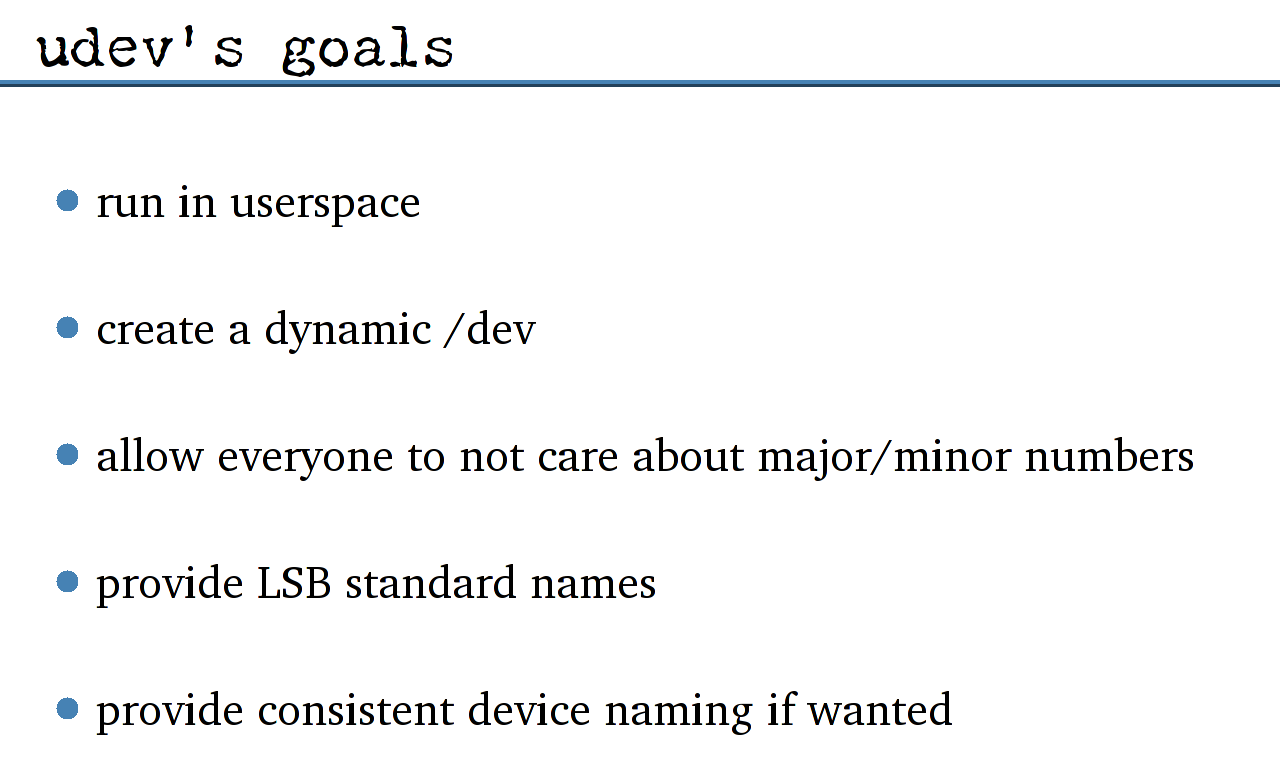 udev's goals
run in userspace
create a dynamic /dev
allow everyone to not care about major/minor numbers
provide LSB standard names
provide consistent device naming if wanted